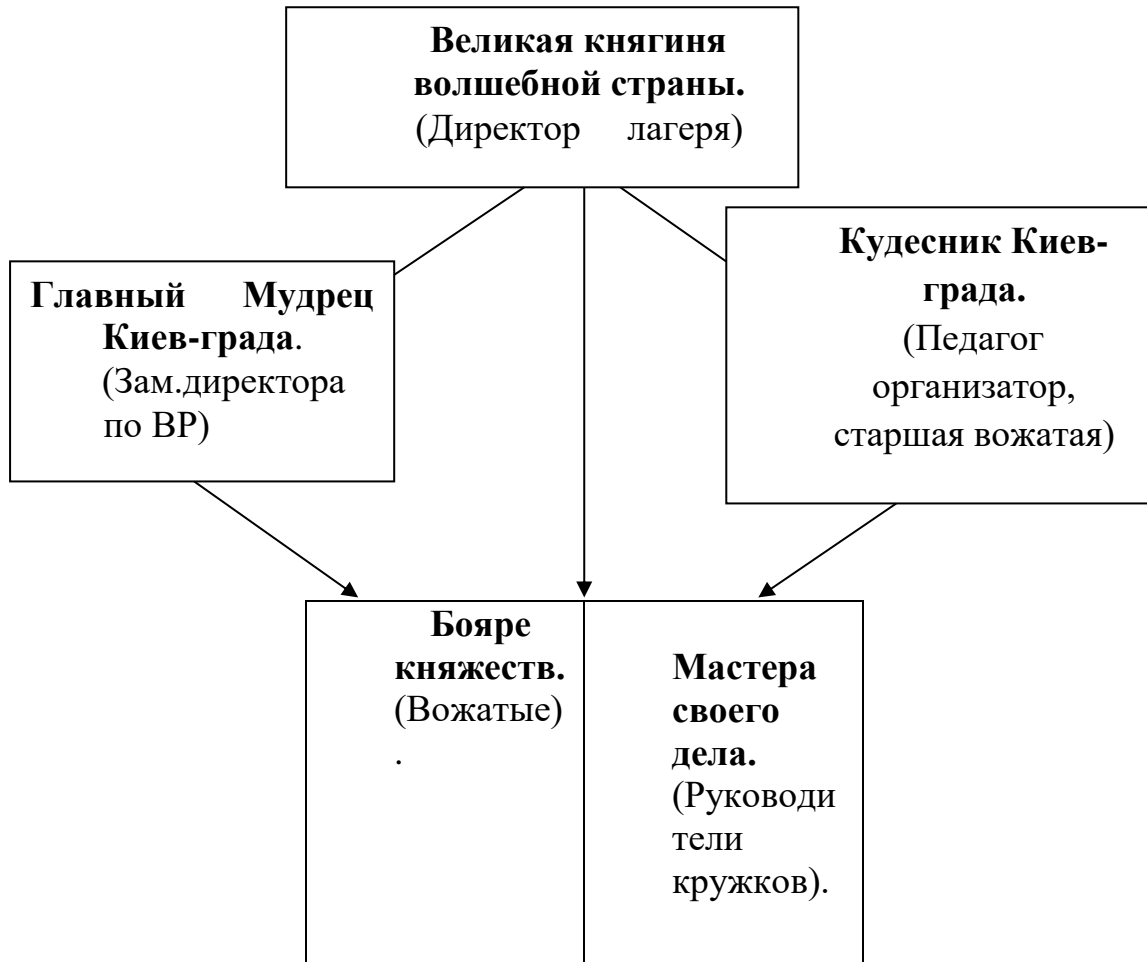 Великая княгиня
волшебной страны.
(Директор лагеря)
Главный Мудрец
Киев-града.
(Зам.директора
по ВР)
Кудесник Киев-
града.
(Педагог
организатор,
старшая вожатая)
Бояре
княжеств.
(Вожатые)
.
Мастера
своего
дела.
(Руководи
тели
кружков).